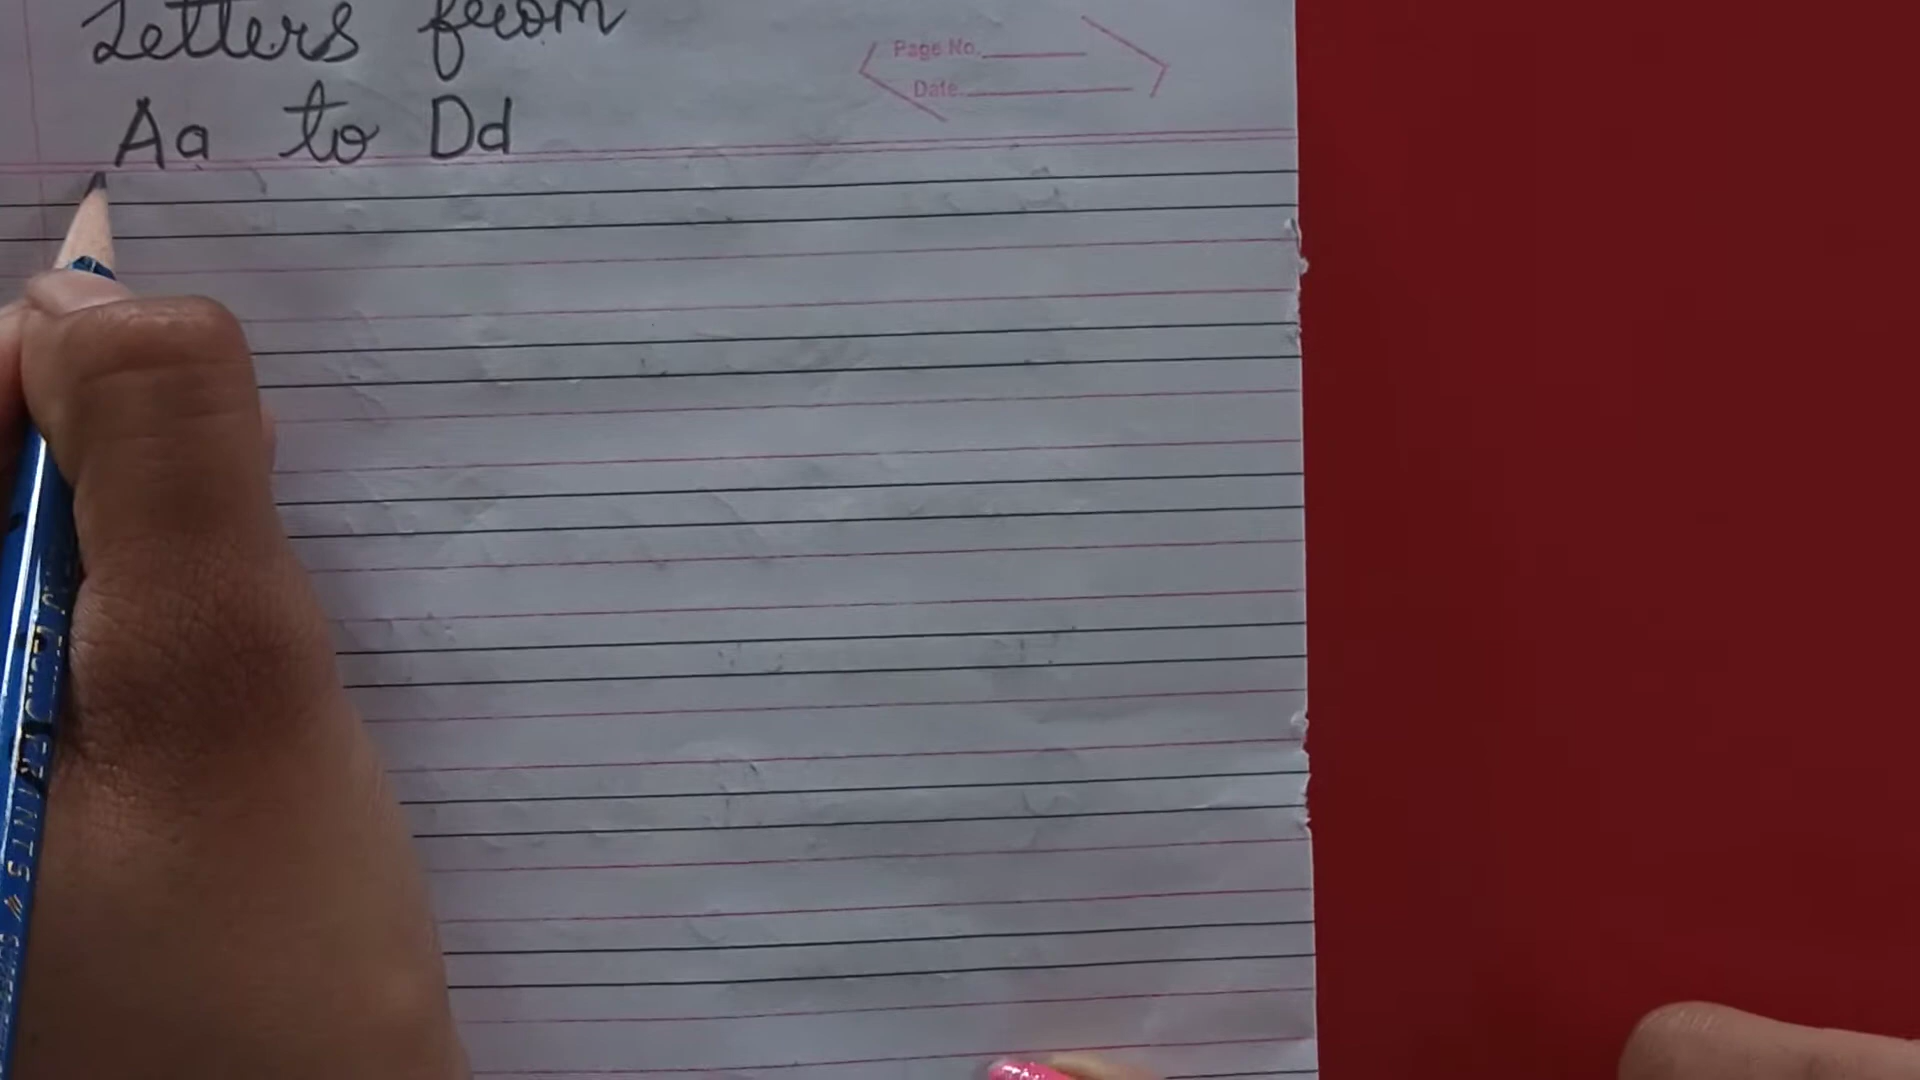 Letters from
Page No.
Date
Aa to Dd